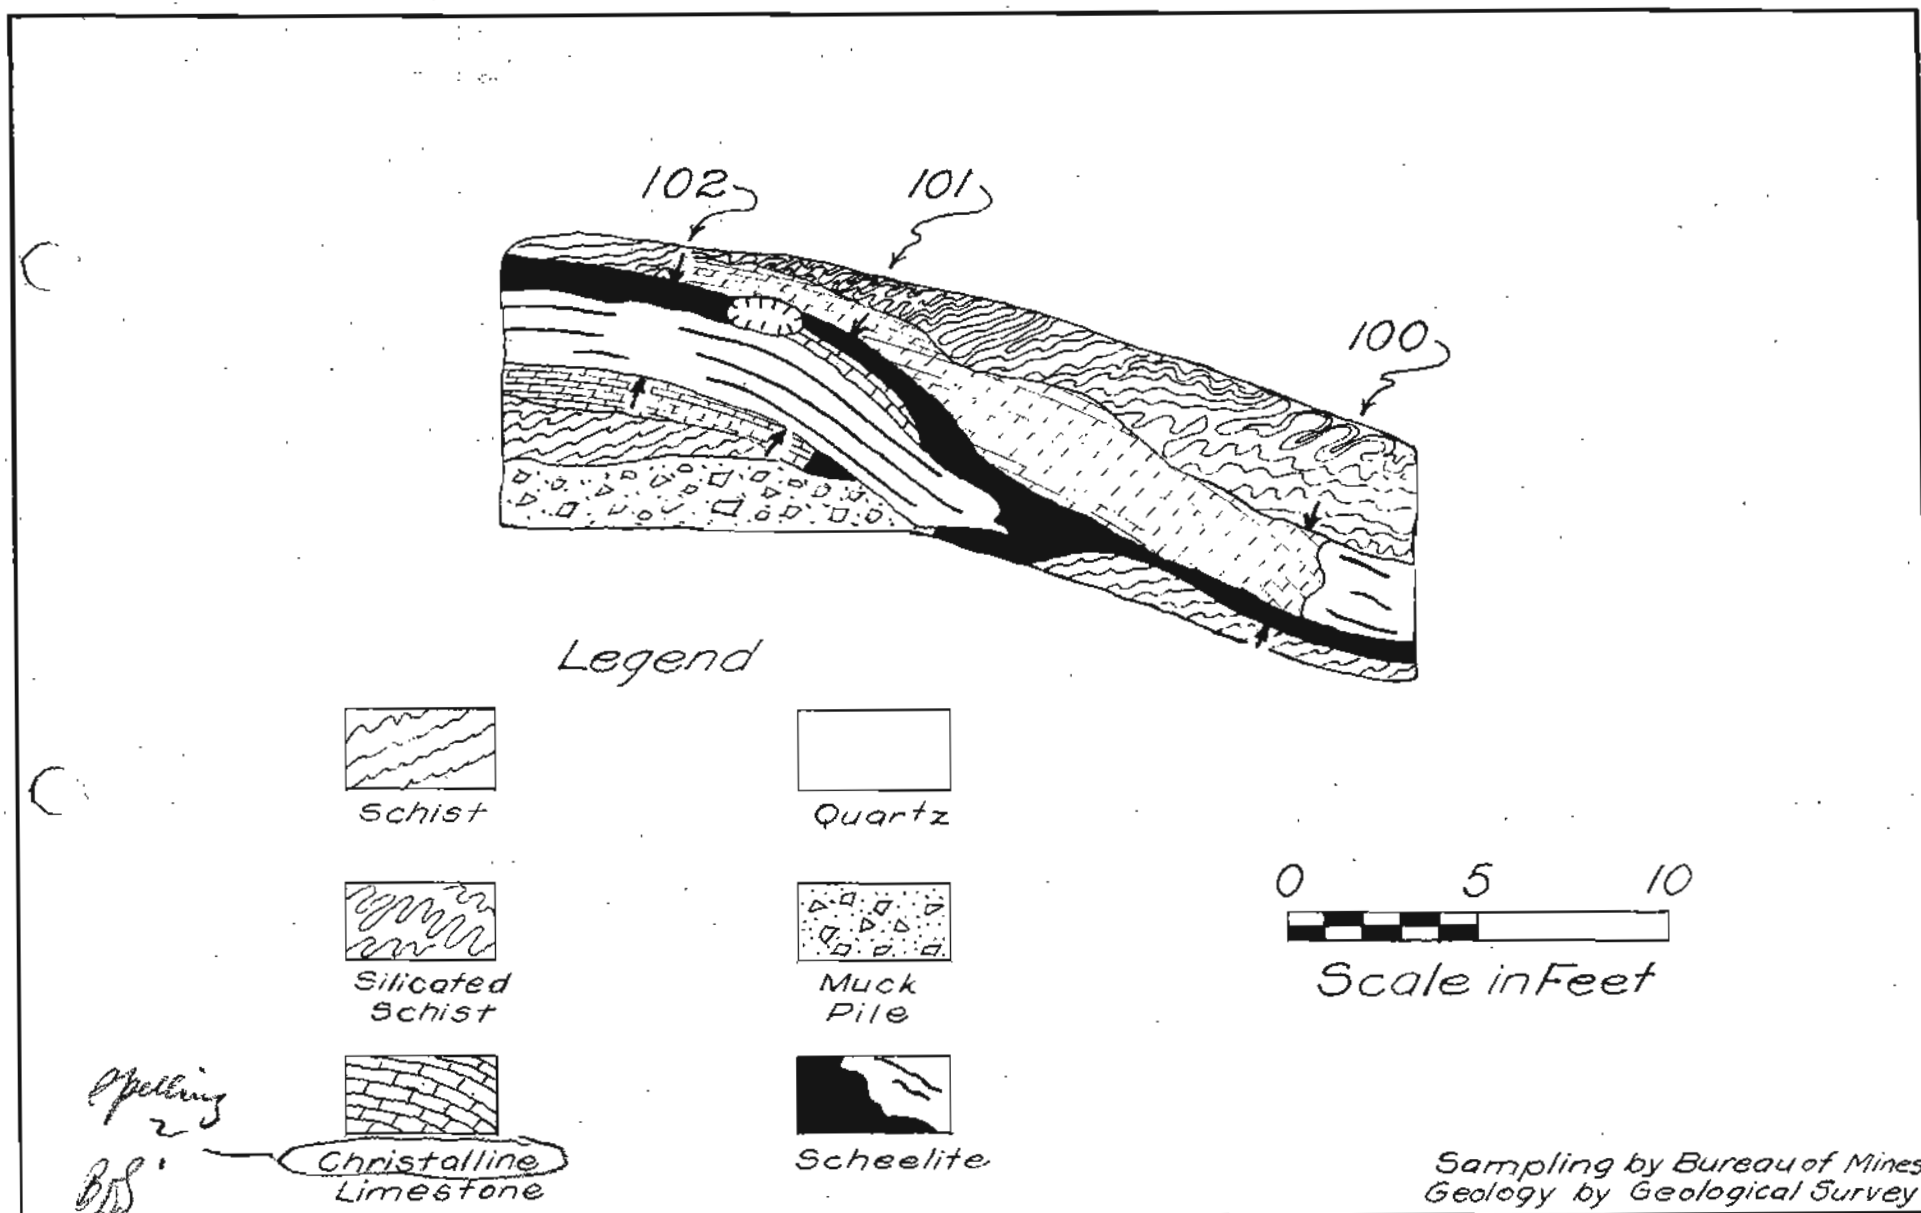 102
101
100
Legend
Schist
Quartz
Silicated
Schist
Muck
Pile
0 5 10
Scale in Feet
Spelling
Christalline
Limestone
Scheelite
Sampling by Bureau of Mines
Geology by Geological Survey